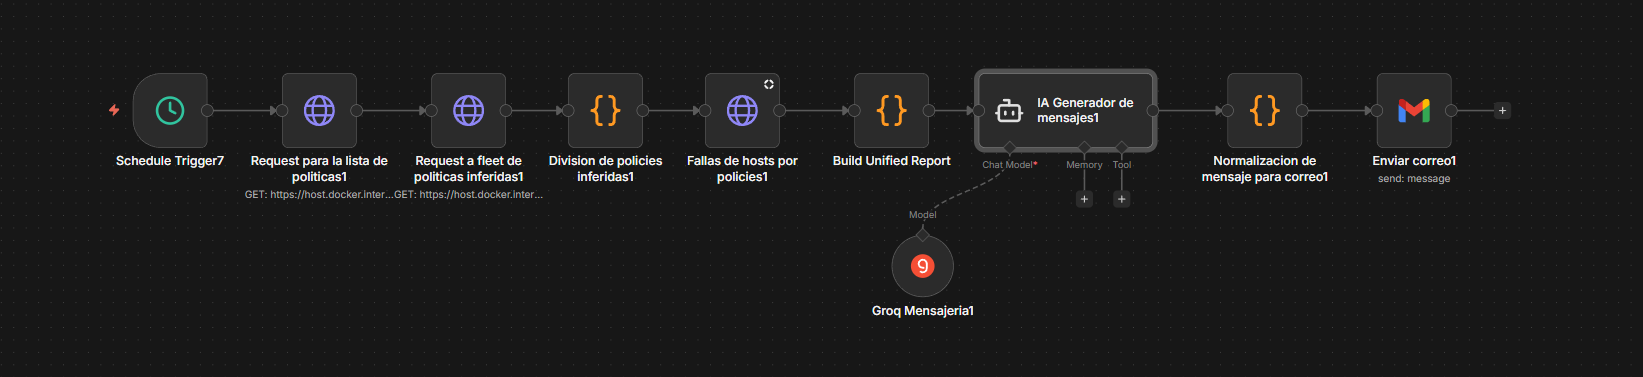 IA Generador de
mensajes1
Schedule Trigger7
Request para la lista de
politicas1
GET: https://host.docker.inter...
Request a fleet de
politicas inferidas1
GET: https://host.docker.inter...
Division de policies
inferidas1
Fallas de hosts por
policies1
Build Unified Report
Chat Model*
Memory
Tool
Normalizacion de
mensaje para correo1
Enviar correo1
send: message
Model
Groq Mensajeria1